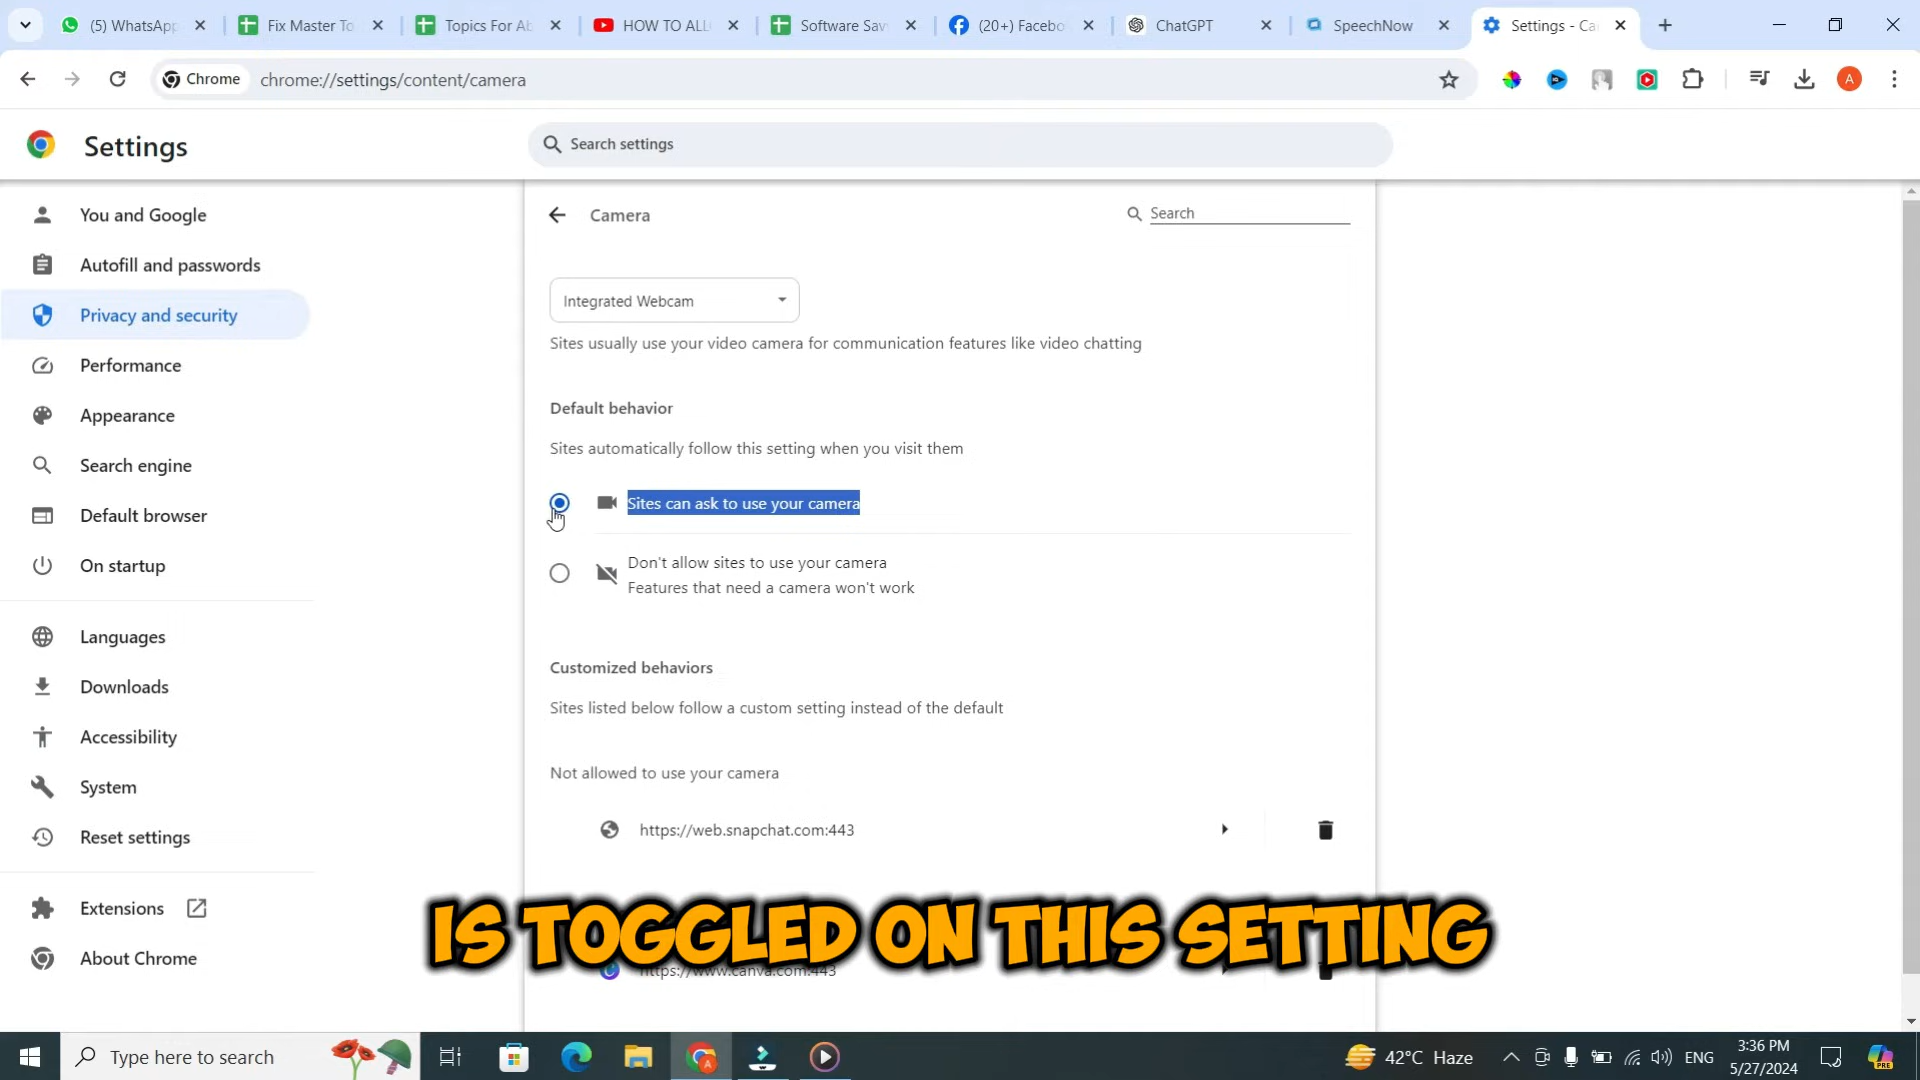 (5) WhatsApp
Fix Master To
Topics For Ab
HOW TO ALL
Software Sav
(20+) Facebo
ChatGPT
SpeechNow
Settings - Ca
Chrome
chrome://settings/content/camera
Settings
Search settings
You and Google
Autofill and passwords
Privacy and security
Performance
Appearance
Search engine
Default browser
On startup
Languages
Downloads
Accessibility
System
Reset settings
Extensions
About Chrome
Camera
Search
Integrated Webcam
Sites usually use your video camera for communication features like video chatting
Default behavior
Sites automatically follow this setting when you visit them
Sites can ask to use your camera
Don't allow sites to use your camera
Features that need a camera won't work
Customized behaviors
Sites listed below follow a custom setting instead of the default
Not allowed to use your camera
https://web.snapchat.com:443
IS TOGGLED ON THIS SETTING
https://www.canva.com:443
Type here to search
42°C Haze
ENG
3:36 PM
5/27/2024
A
PRE